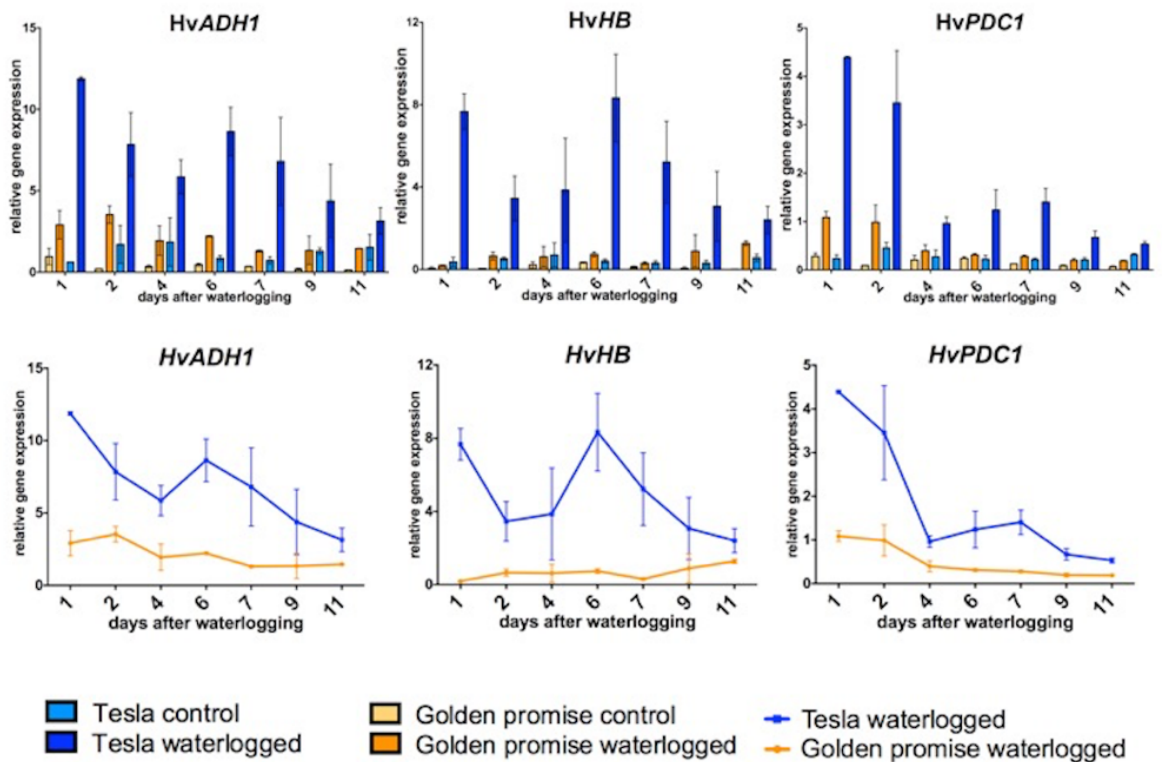 HvADH1
HvHB
HvPDC1
relative gene expression
15
10
5
0
1 2 4 6 7 9 11
days after waterlogging
relative gene expression
12
8
4
0
1 2 4 6 7 9 11
days after waterlogging
relative gene expression
5
4
3
2
1
0
1 2 4 6 7 9 11
days after waterlogging
HvADH1
HvHB
HvPDC1
relative gene expression
15
10
5
0
1 2 4 6 7 9 11
days after waterlogging
relative gene expression
12
8
4
0
1 2 4 6 7 9 11
days after waterlogging
relative gene expression
5
4
3
2
1
0
1 2 4 6 7 9 11
days after waterlogging
Tesla control
Tesla waterlogged
Golden promise control
Golden promise waterlogged
Tesla waterlogged
Golden promise waterlogged